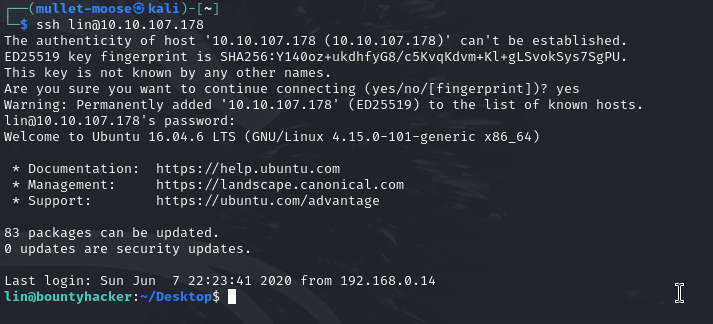 ┌──(mullet-moose㉿kali)-[~]
└─$ ssh lin@10.10.107.178
The authenticity of host '10.10.107.178 (10.10.107.178)' can't be established.
ED25519 key fingerprint is SHA256:Y140oz+ukdhfyG8/c5KvqKdvm+Kl+gLSvokSys7SgPU.
This key is not known by any other names.
Are you sure you want to continue connecting (yes/no/[fingerprint])? yes
Warning: Permanently added '10.10.107.178' (ED25519) to the list of known hosts.
lin@10.10.107.178's password:
Welcome to Ubuntu 16.04.6 LTS (GNU/Linux 4.15.0-101-generic x86_64)
* Documentation:  https://help.ubuntu.com
* Management:     https://landscape.canonical.com
* Support:        https://ubuntu.com/advantage
83 packages can be updated.
0 updates are security updates.
Last login: Sun Jun  7 22:23:41 2020 from 192.168.0.14
lin@bountyhacker:~/Desktop$